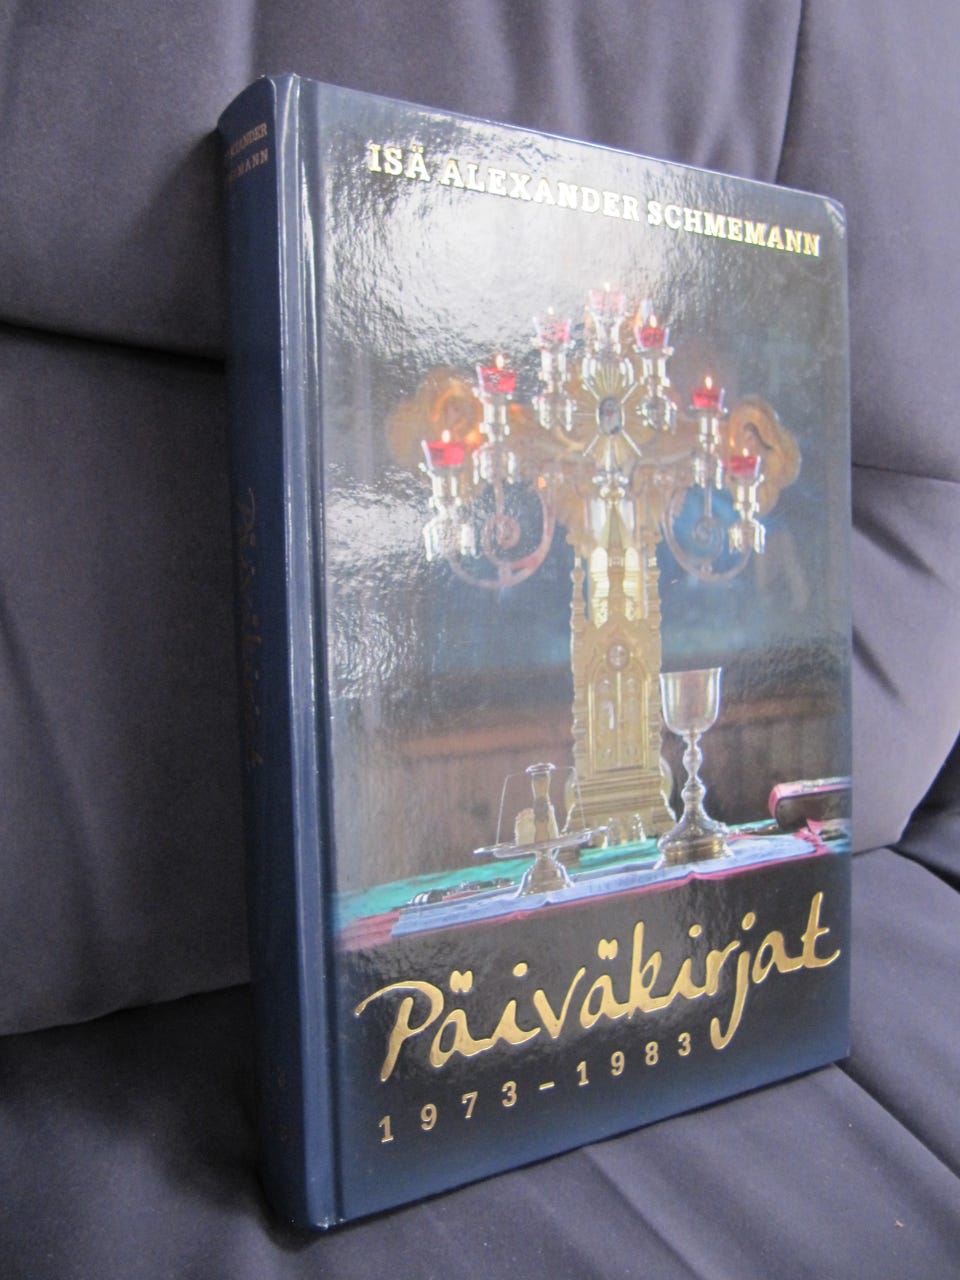 ISÄ ALEXANDER SCHMEMANN
Päiväkirjat
1973–1983